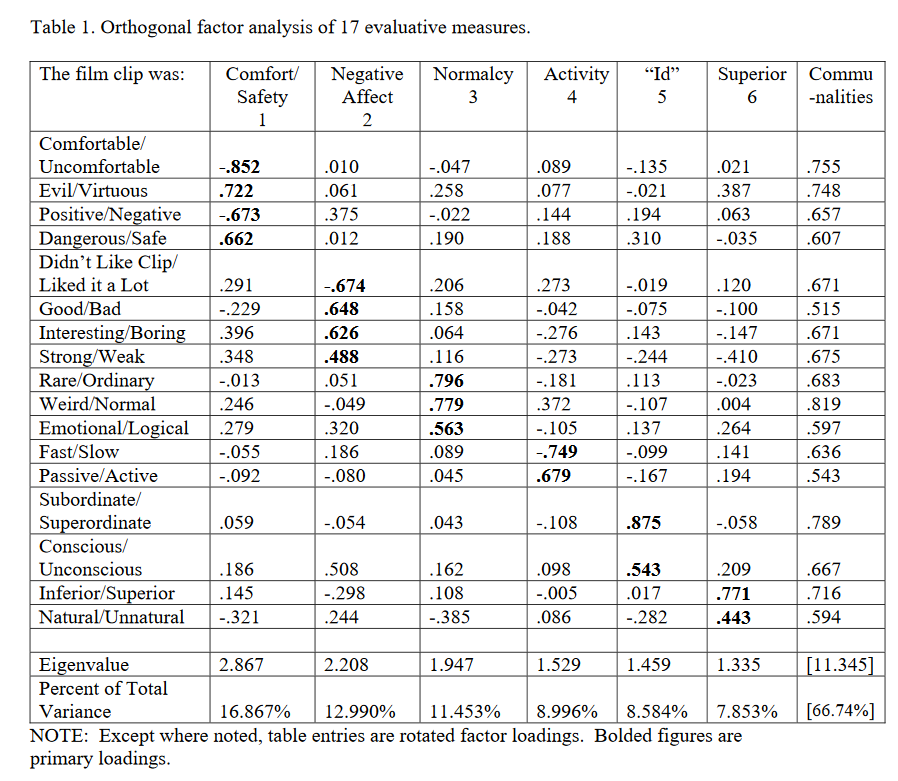 Table 1. Orthogonal factor analysis of 17 evaluative measures.
The film clip was: Comfort/ Negative Normalcy Activity “Id” Superior Commu
Safety Affect 3 4 5 6 -nalities
1 2
Comfortable/
Uncomfortable -.852 .010 -.047 .089 -.135 .021 .755
Evil/Virtuous .722 .061 .258 .077 -.021 .387 .748
Positive/Negative -.673 .375 -.022 .144 .194 .063 .657
Dangerous/Safe .662 .012 .190 .188 .310 -.035 .607
Didn’t Like Clip/
Liked it a Lot .291 -.674 .206 .273 -.019 .120 .671
Good/Bad -.229 .648 .158 -.042 -.075 -.100 .515
Interesting/Boring .396 .626 .064 -.276 .143 -.147 .671
Strong/Weak .348 .488 .116 -.273 -.244 -.410 .675
Rare/Ordinary -.013 .051 .796 -.181 .113 -.023 .683
Weird/Normal .246 -.049 .779 .372 -.107 .004 .819
Emotional/Logical .279 .320 .563 -.105 .137 .264 .597
Fast/Slow -.055 .186 .089 -.749 -.099 .141 .636
Passive/Active -.092 -.080 .045 .679 -.167 .194 .543
Subordinate/
Superordinate .059 -.054 .043 -.108 .875 -.058 .789
Conscious/
Unconscious .186 .508 .162 .098 .543 .209 .667
Inferior/Superior .145 -.298 .108 -.005 .017 .771 .716
Natural/Unnatural -.321 .244 -.385 .086 -.282 .443 .594
Eigenvalue 2.867 2.208 1.947 1.529 1.459 1.335 [11.345]
Percent of Total
Variance 16.867% 12.990% 11.453% 8.996% 8.584% 7.853% [66.74%]
NOTE: Except where noted, table entries are rotated factor loadings. Bolded figures are
primary loadings.